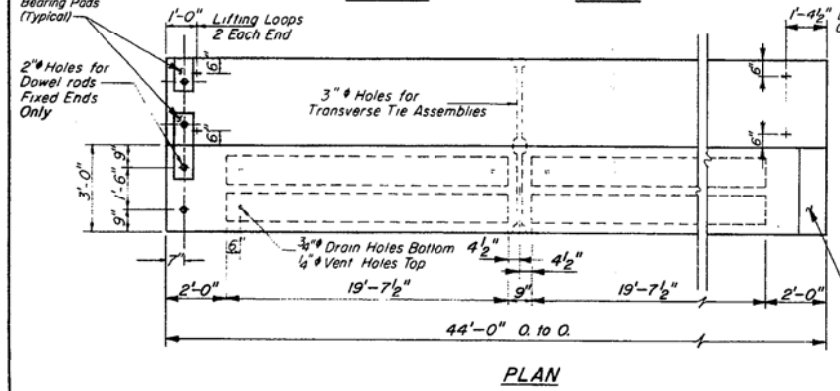 Bearing Pads
(Typical)
1'-0"
Lifting Loops
2 Each End
1'-4½"
2"φ Holes for
Dowel rods
Fixed Ends
Only
6"
6"
3"φ Holes for
Transverse Tie Assemblies
6"
6"
3'-0"
9"
1'-6"
9"
6"
¾"φ Drain Holes Bottom
¼"φ Vent Holes Top
4½"
4½"
7"
2'-0"
19'-7½"
9"
19'-7½"
2'-0"
44'-0" O. to O.
PLAN